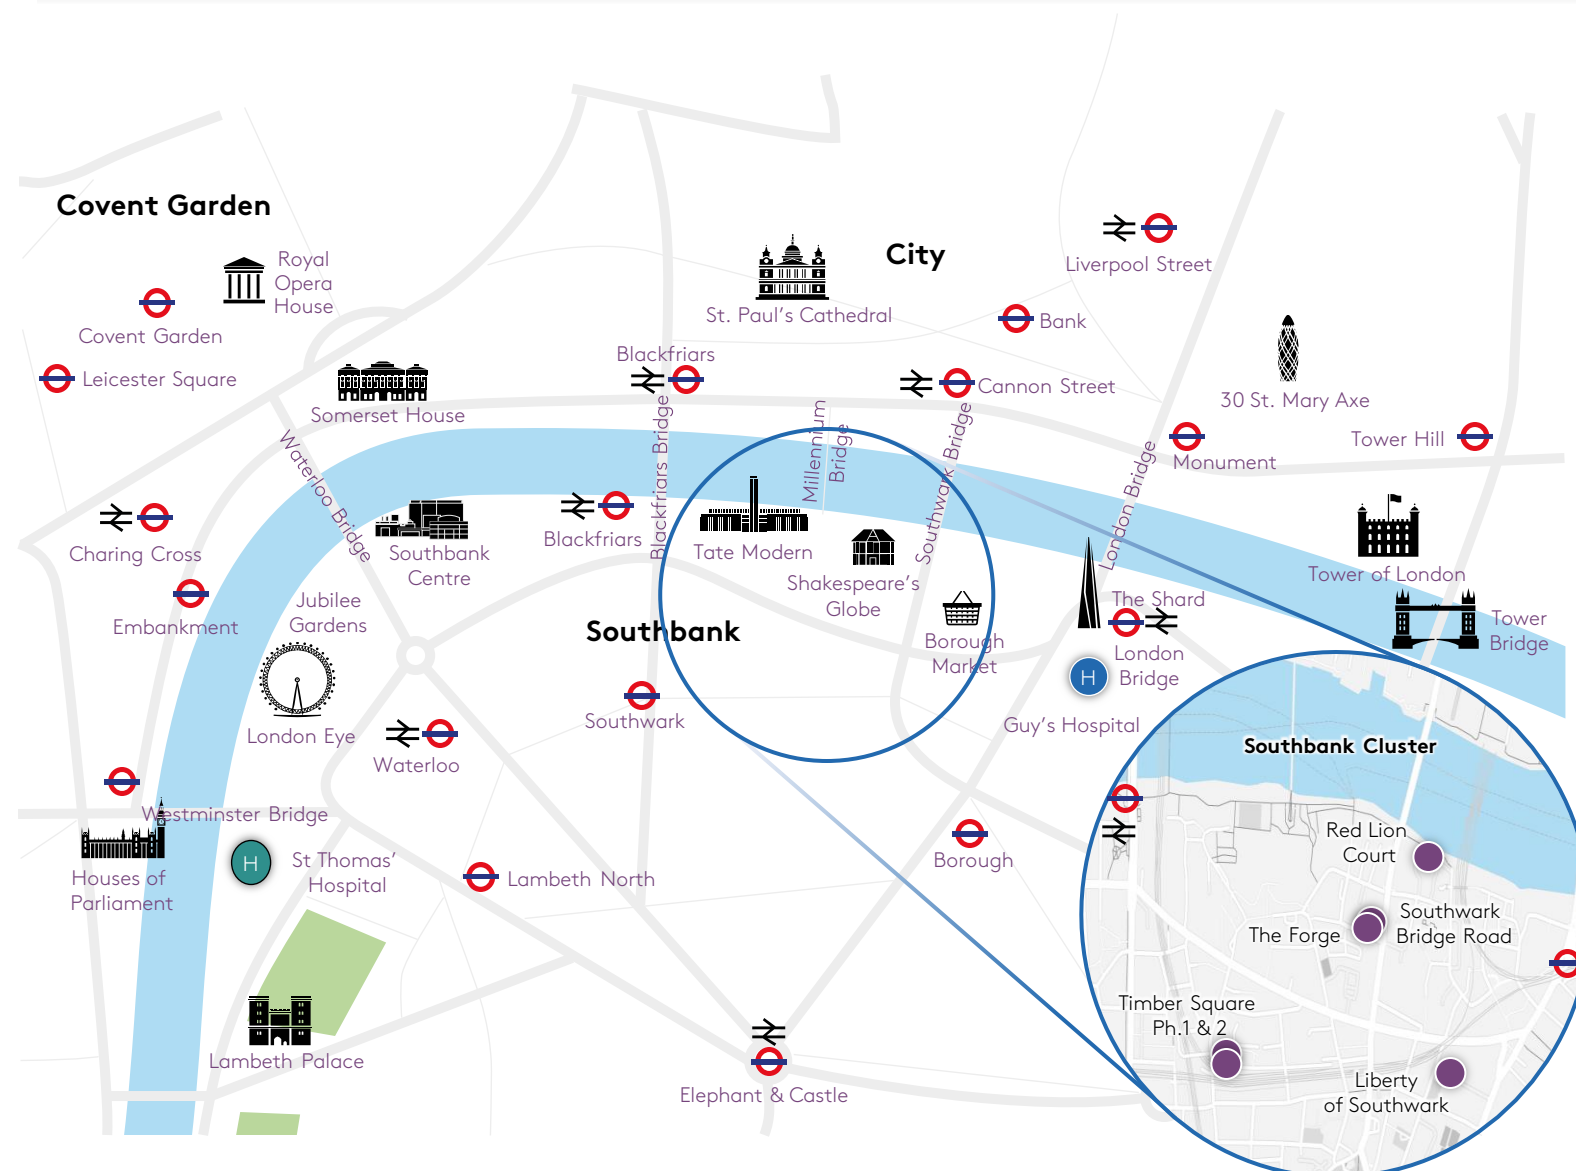 Covent Garden
Royal
Opera
House
Covent Garden
Leicester Square
Somerset House
Waterloo Bridge
Charing Cross
Embankment
Southbank
Centre
Jubilee
Gardens
London Eye
Waterloo
Westminster Bridge
Houses of
Parliament
H
St Thomas’
Hospital
Lambeth North
Lambeth Palace
St. Paul’s Cathedral
City
Liverpool Street
Bank
Blackfriars
Cannon Street
30 St. Mary Axe
Tower Hill
Monument
Blackfriars Bridge
Millennium
Bridge
Southwark Bridge
London Bridge
Blackfriars
Tate Modern
Shakespeare’s
Globe
Borough
Market
Southbank
Southwark
The Shard
London
Bridge
H
Guy’s Hospital
Tower of London
Tower
Bridge
Borough
Elephant & Castle
Southbank Cluster
Red Lion
Court
Southwark
Bridge Road
The Forge
Timber Square
Ph.1 & 2
Liberty
of Southwark